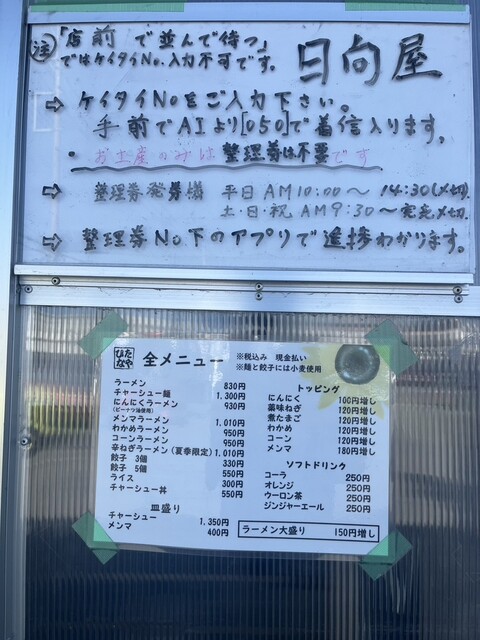 注 「店前で並んで待つ」
ではケイタイNo.入力不可です。
日向屋
⇨ ケイタイNoをご入力下さい。
手前でAIより[050]で着信入ります。
・お土産のみは整理券は不要です
⇨ 整理券発券機 平日AM10:00〜14:30(〆切)
土・日・祝AM9:30〜完売〆切
⇨ 整理券No.下のアプリで進捗わかります。
ひなたや
全メニュー
※税込み 現金払い
※麺と餃子には小麦使用
ラーメン 830円
チャーシュー麺 1,300円
にんにくラーメン 930円
(ピーナツ油使用)
メンマラーメン 1,010円
わかめラーメン 950円
コーンラーメン 950円
辛ねぎラーメン(夏季限定) 1,010円
餃子 3個 330円
餃子 5個 550円
ライス 300円
チャーシュー丼 550円
皿盛り
チャーシュー 1,350円
メンマ 400円
トッピング
にんにく 100円増し
薬味ねぎ 120円増し
煮たまご 120円増し
わかめ 120円増し
コーン 120円増し
メンマ 180円増し
ソフトドリンク
コーラ 250円
オレンジ 250円
ウーロン茶 250円
ジンジャーエール 250円
ラーメン大盛り 150円増し